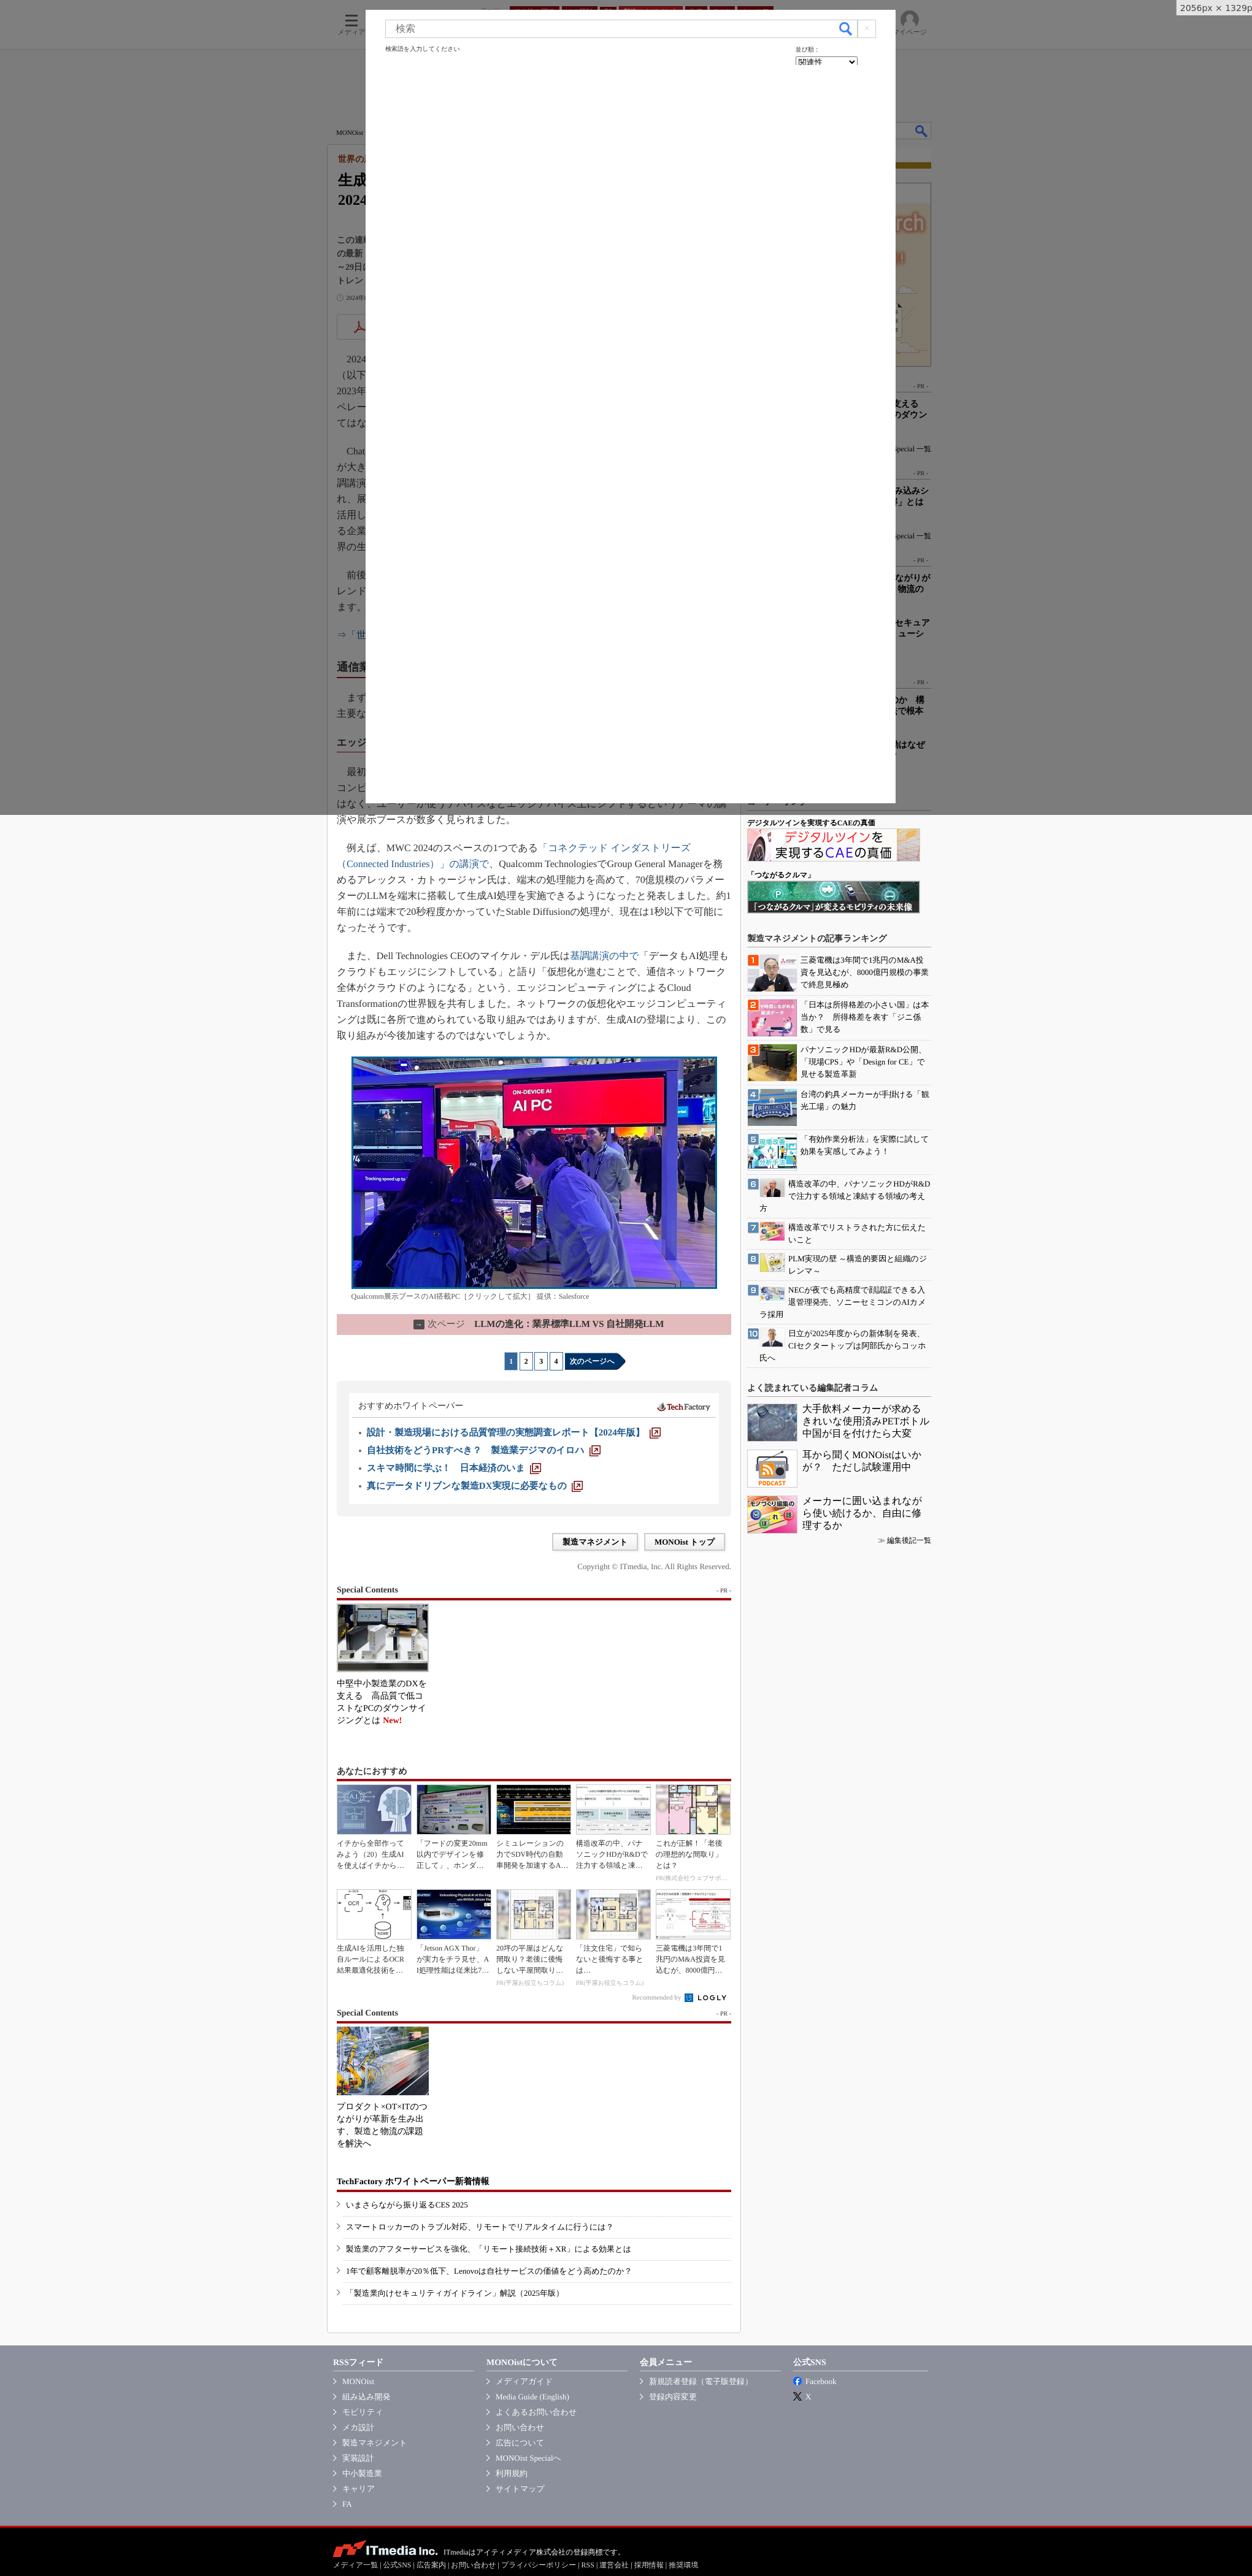 2056px × 1329p
メディア
検索
検索語を入力してください
並び順：
関連性
マイページ
MONOist
世界の
生成
2024
この連
の最新
～29日
トレン
2024年
2024
（以下
2023年
ペレー
てはな
Chat
が大き
調講演
れ、展
活用し
る企業
界の生
前後
レンド
ます。
⇒「世
通信業
まず
主要な
エッジ
最初
コンピ
はなく、ユーザーが使うデバイスなどエッジデバイス上にシフトするというテーマの講
演や展示ブースが数多く見られました。
例えば、MWC 2024のスペースの1つである「コネクテッド インダストリーズ
（Connected Industries）」の講演で、Qualcomm TechnologiesでGroup General Managerを務
めるアレックス・カトゥージャン氏は、端末の処理能力を高めて、70億規模のパラメー
ターのLLMを端末に搭載して生成AI処理を実施できるようになったと発表しました。約1
年前には端末で20秒程度かかっていたStable Diffusionの処理が、現在は1秒以下で可能に
なったそうです。
また、Dell Technologies CEOのマイケル・デル氏は基調講演の中で「データもAI処理も
クラウドもエッジにシフトしている」と語り「仮想化が進むことで、通信ネットワーク
全体がクラウドのようになる」という、エッジコンピューティングによるCloud
Transformationの世界観を共有しました。ネットワークの仮想化やエッジコンピューティ
ングは既に各所で進められている取り組みではありますが、生成AIの登場により、この
取り組みが今後加速するのではないでしょうか。
ON-DEVICE AI
AI PC
Qualcomm展示ブースのAI搭載PC［クリックして拡大］ 提供：Salesforce
→ 次ページ LLMの進化：業界標準LLM VS 自社開発LLM
1 2 3 4 次のページへ
おすすめホワイトペーパー
TechFactory
設計・製造現場における品質管理の実態調査レポート【2024年版】
自社技術をどうPRすべき？ 製造業デジマのイロハ
スキマ時間に学ぶ！ 日本経済のいま
真にデータドリブンな製造DX実現に必要なもの
製造マネジメント
MONOist トップ
Copyright © ITmedia, Inc. All Rights Reserved.
Special Contents
- PR -
中堅中小製造業のDXを
支える 高品質で低コ
ストなPCのダウンサイ
ジングとは New!
あなたにおすすめ
イチから全部作って
みよう（20）生成AI
を使えばイチから…
「フードの変更20mm
以内でデザインを修
正して」、ホンダ…
シミュレーションの
力でSDV時代の自動
車開発を加速するA…
構造改革の中、パナ
ソニックHDがR&Dで
注力する領域と凍…
これが正解！「老後
の理想的な間取り」
とは？
PR(株式会社ウェブサポ…
生成AIを活用した独
自ルールによるOCR
結果最適化技術を…
「Jetson AGX Thor」
が実力をチラ見せ、A
I処理性能は従来比7…
20坪の平屋はどんな
間取り？老後に後悔
しない平屋間取り…
PR(平屋お役立ちコラム)
「注文住宅」で知ら
ないと後悔する事と
は…
PR(平屋お役立ちコラム)
三菱電機は3年間で1
兆円のM&A投資を見
込むが、8000億円…
Recommended by LOGLY
Special Contents
- PR -
プロダクト×OT×ITのつ
ながりが革新を生み出
す、製造と物流の課題
を解決へ
TechFactory ホワイトペーパー新着情報
いまさらながら振り返るCES 2025
スマートロッカーのトラブル対応、リモートでリアルタイムに行うには？
製造業のアフターサービスを強化、「リモート接続技術＋XR」による効果とは
1年で顧客離脱率が20％低下、Lenovoは自社サービスの価値をどう高めたのか？
「製造業向けセキュリティガイドライン」解説（2025年版）
- PR -
支える
のダウン
Special 一覧
- PR -
み込みシ
」とは
Special 一覧
- PR -
ながりが
物流の
セキュア
ューシ
- PR -
のか 構
で根本
はなぜ
デジタルツインを実現するCAEの真価
デジタルツインを
実現するCAEの真価
「つながるクルマ」
「つながるクルマ」が変えるモビリティの未来像
製造マネジメントの記事ランキング
1
三菱電機は3年間で1兆円のM&A投
資を見込むが、8000億円規模の事業
で終息見極め
2
「日本は所得格差の小さい国」は本
当か？ 所得格差を表す「ジニ係
数」で見る
3
パナソニックHDが最新R&D公開、
「現場CPS」や「Design for CE」で
見せる製造革新
4
台湾の釣具メーカーが手掛ける「観
光工場」の魅力
5
「有効作業分析法」を実際に試して
効果を実感してみよう！
6
構造改革の中、パナソニックHDがR&D
で注力する領域と凍結する領域の考え
方
7
構造改革でリストラされた方に伝えた
いこと
8
PLM実現の壁 ～構造的要因と組織のジ
レンマ～
9
NECが夜でも高精度で顔認証できる入
退管理発売、ソニーセミコンのAIカメ
ラ採用
10
日立が2025年度からの新体制を発表、
CIセクタートップは阿部氏からコッホ
氏へ
よく読まれている編集記者コラム
大手飲料メーカーが求める
きれいな使用済みPETボトル
中国が目を付けたら大変
PODCAST
耳から聞くMONOistはいか
が？ ただし試験運用中
メーカーに囲い込まれなが
ら使い続けるか、自由に修
理するか
≫ 編集後記一覧
RSSフィード
MONOist
組み込み開発
モビリティ
メカ設計
製造マネジメント
実装設計
中小製造業
キャリア
FA
MONOistについて
メディアガイド
Media Guide (English)
よくあるお問い合わせ
お問い合わせ
広告について
MONOist Specialへ
利用規約
サイトマップ
会員メニュー
新規読者登録（電子版登録）
登録内容変更
公式SNS
Facebook
X
ITmedia Inc. ITmediaはアイティメディア株式会社の登録商標です。
メディア一覧 | 公式SNS | 広告案内 | お問い合わせ | プライバシーポリシー | RSS | 運営会社 | 採用情報 | 推奨環境